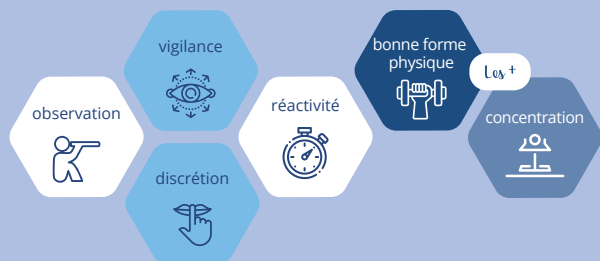 observation
vigilance
discrétion
réactivité
bonne forme
physique
Les +
concentration